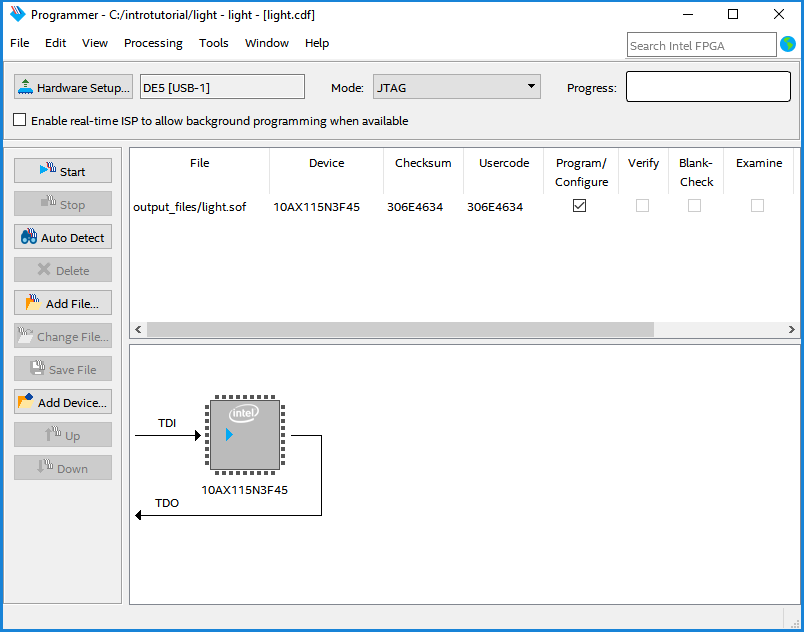 Programmer - C:/introtutorial/light - light - [light.cdf]
File Edit View Processing Tools Window Help
Search Intel FPGA
Hardware Setup... DE5 [USB-1] Mode: JTAG Progress:
Enable real-time ISP to allow background programming when available
File Device Checksum Usercode Program/ Verify Blank- Examine
Configure Check
output_files/light.sof 10AX115N3F45 306E4634 306E4634
Start
Stop
Auto Detect
Delete
Add File...
Change File...
Save File
Add Device...
Up
Down
intel
TDI
10AX115N3F45
TDO